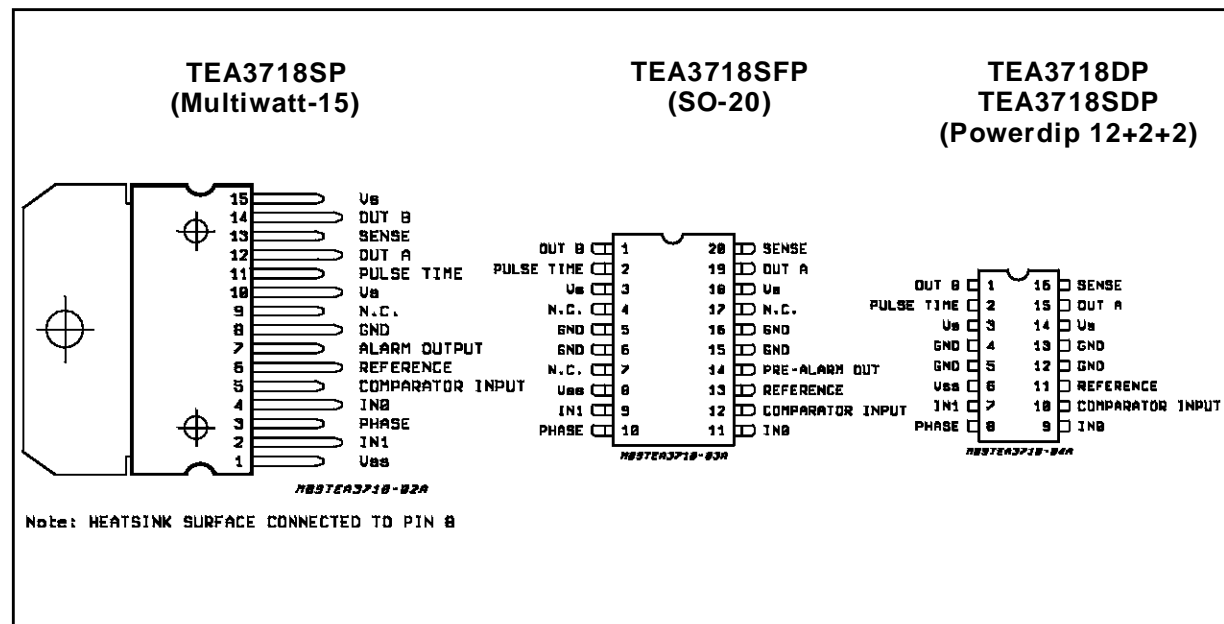 TEA3718SP
(Multiwatt-15)
15 Vs
14 OUT B
13 SENSE
12 OUT A
11 PULSE TIME
10 Vs
9 N.C.
8 GND
7 ALARM OUTPUT
6 REFERENCE
5 COMPARATOR INPUT
4 IN0
3 PHASE
2 IN1
1 Vss
M89TEA3718-02A
Note: HEATSINK SURFACE CONNECTED TO PIN 8
TEA3718SFP
(SO-20)
OUT B 1 20 SENSE
PULSE TIME 2 19 OUT A
Vs 3 18 Vs
N.C. 4 17 N.C.
GND 5 16 GND
GND 6 15 GND
N.C. 7 14 PRE-ALARM OUT
Vss 8 13 REFERENCE
IN1 9 12 COMPARATOR INPUT
PHASE 10 11 IN0
M89TEA3718-03A
TEA3718DP
TEA3718SDP
(Powerdip 12+2+2)
OUT B 1 16 SENSE
PULSE TIME 2 15 OUT A
Vs 3 14 Vs
GND 4 13 GND
GND 5 12 GND
Vss 6 11 REFERENCE
IN1 7 10 COMPARATOR INPUT
PHASE 8 9 IN0
M89TEA3718-04A